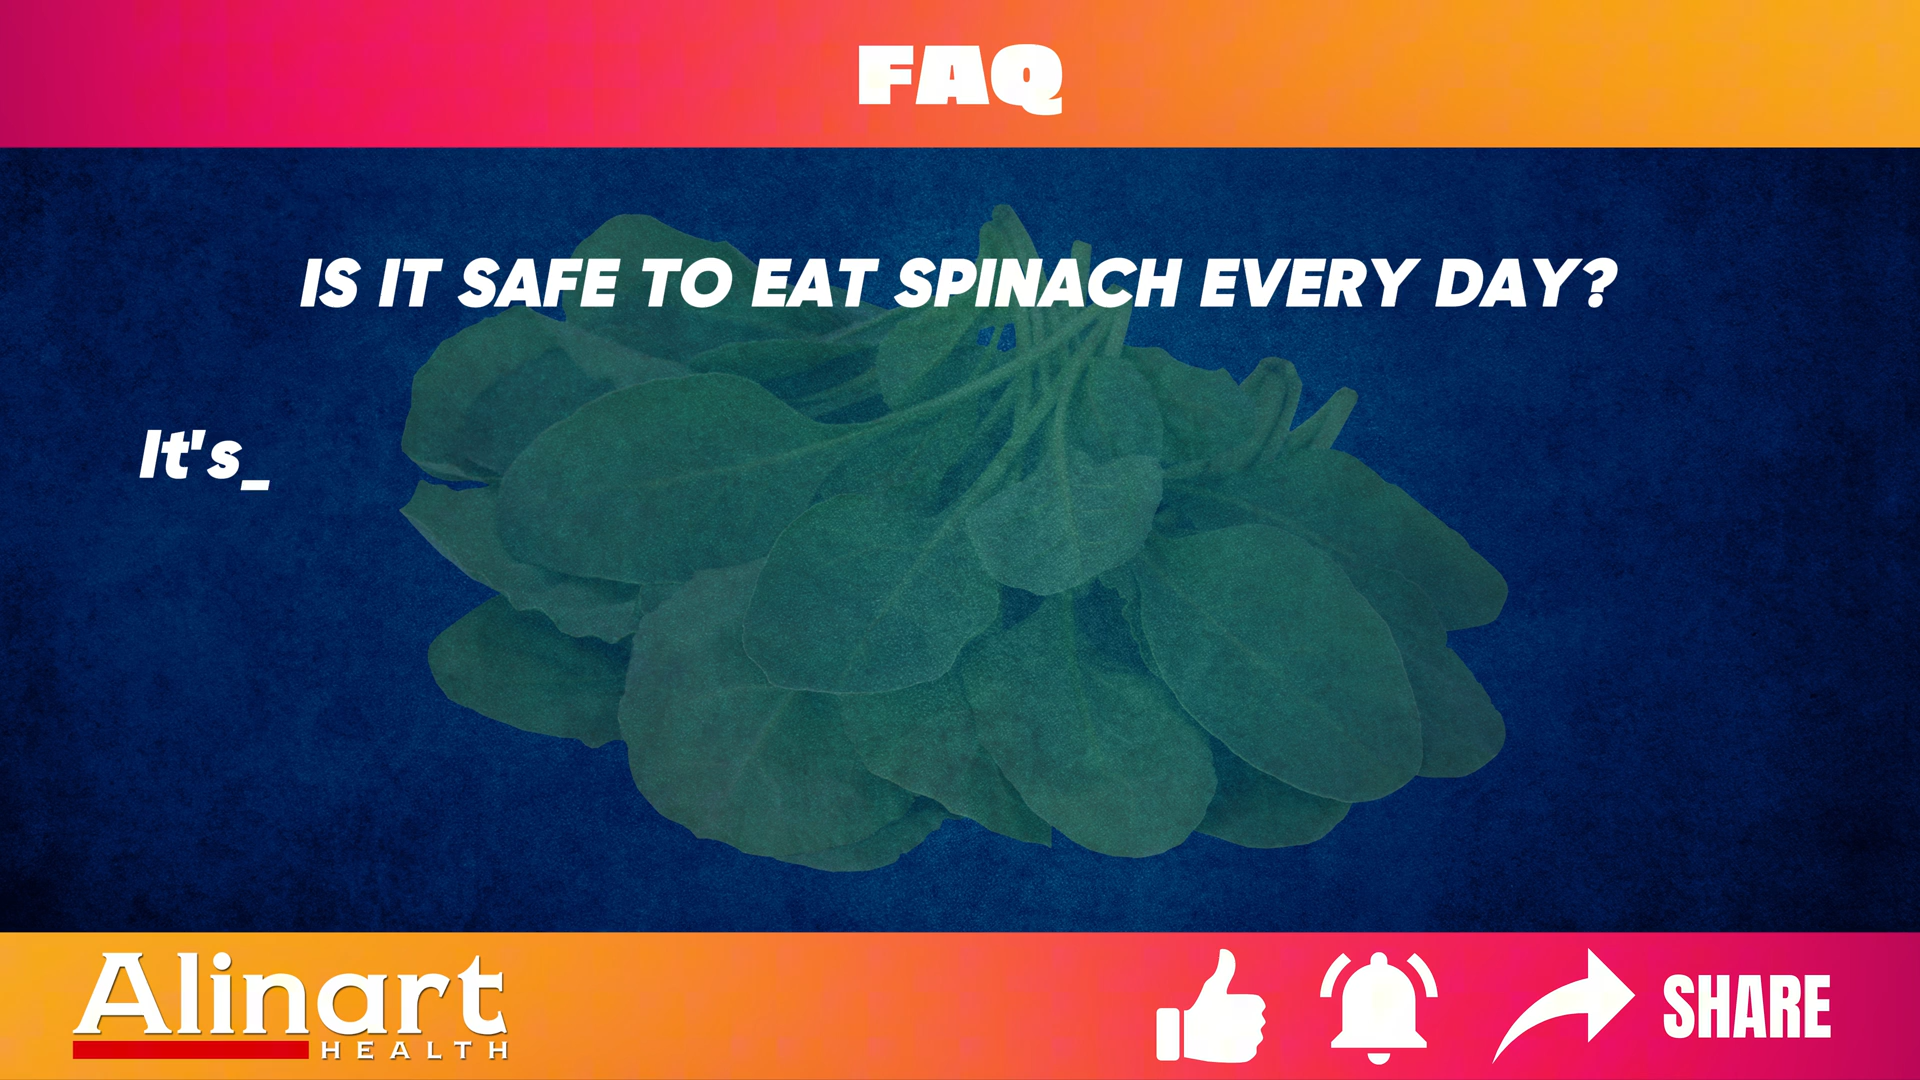 FAQ
IS IT SAFE TO EAT SPINACH EVERY DAY?
It's_
Alinart
HEALTH
SHARE